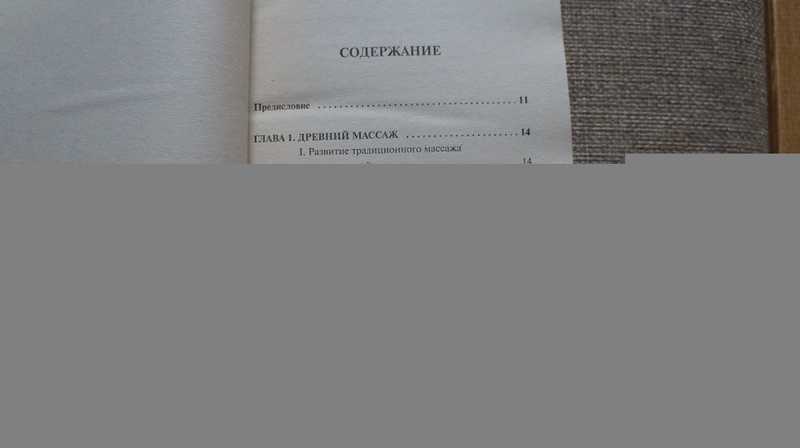 СОДЕРЖАНИЕ
Предисловие .................................... 11
ГЛАВА 1. ДРЕВНИЙ МАССАЖ .................... 14
1. Развитие традиционного массажа
14